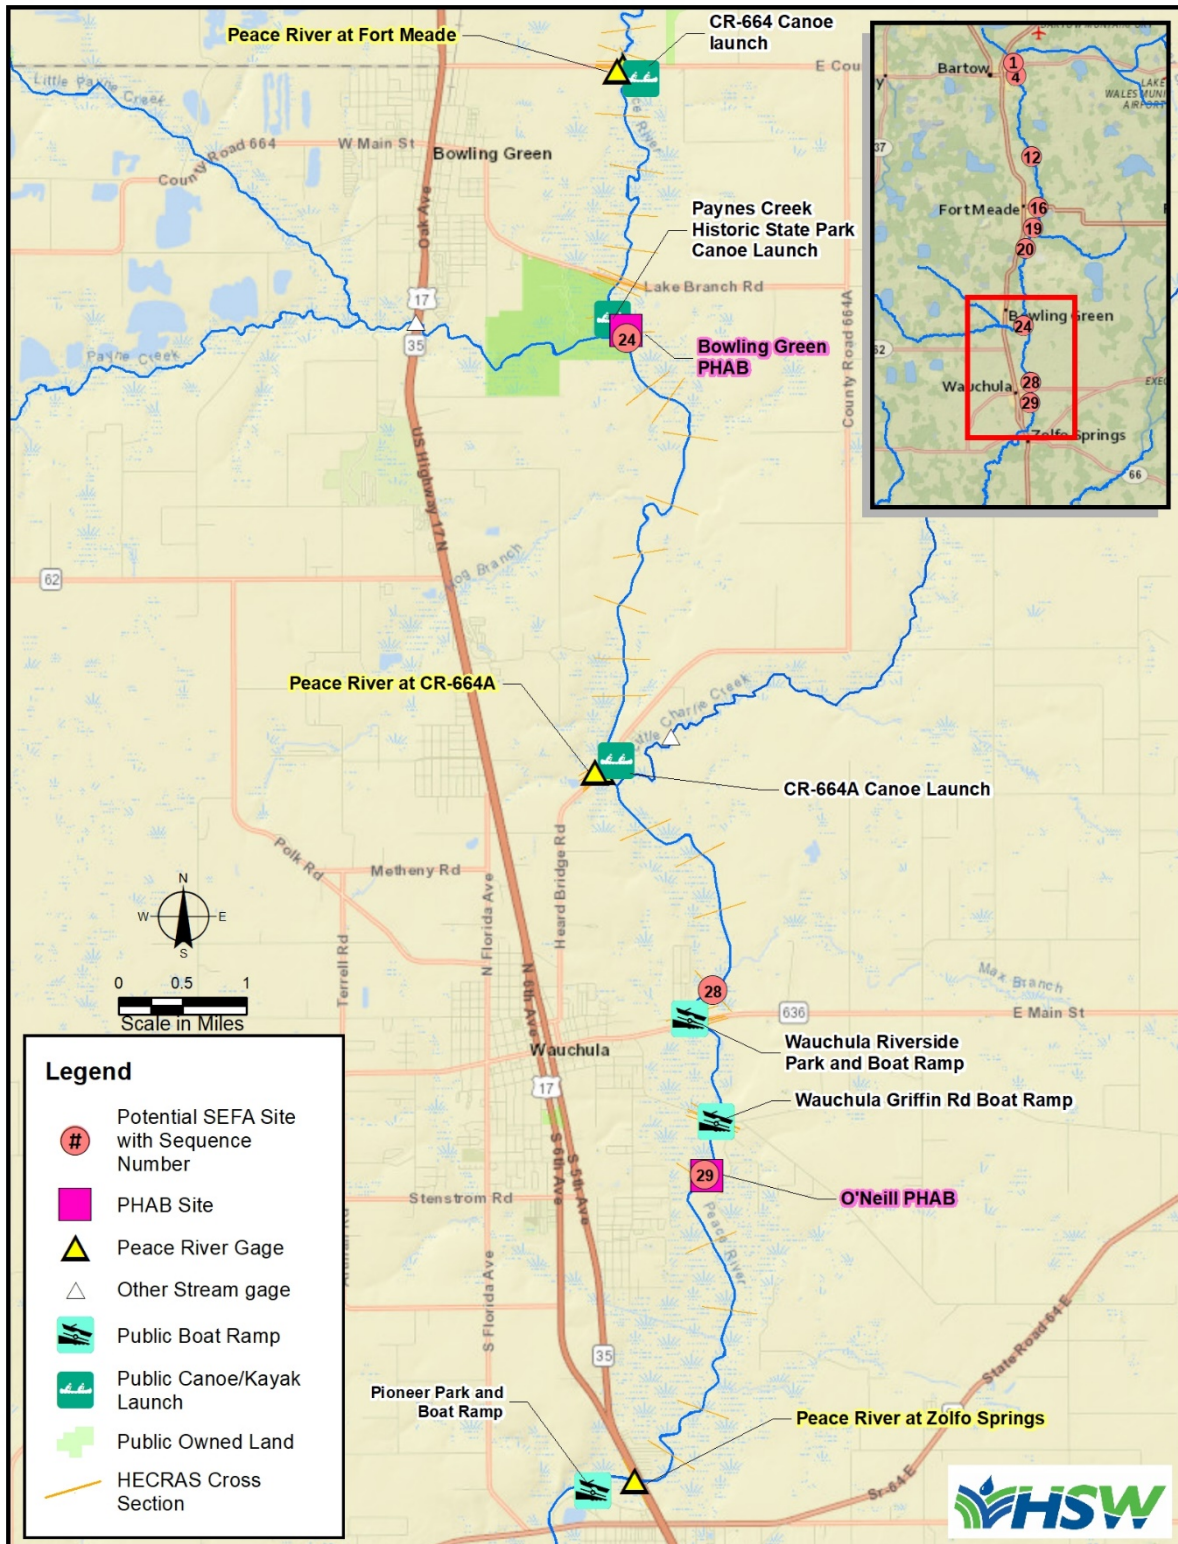 Peace River at Fort Meade
CR-664 Canoe
launch
E Cou
Little Payne Creek
County Road 664
W Main St
Bowling Green
Oak Ave
Paynes Creek
Historic State Park
Canoe Launch
Lake Branch Rd
County Road 664A
17
35
Payne Creek
24
Bowling Green
PHAB
US Highway 17 N
62
Hog Branch
Peace River at CR-664A
Little Charlie Creek
CR-664A Canoe Launch
Polk Rd
Metheny Rd
Heard Bridge Rd
N Florida Ave
Terrell Rd
N 6th Ave
N
W
E
S
0 0.5 1
Scale in Miles
28
Max Branch
636
E Main St
Wauchula
Wauchula Riverside
Park and Boat Ramp
17
Wauchula Griffin Rd Boat Ramp
S 6th Ave
S 5th Ave
29
O'Neill PHAB
Stenstrom Rd
Peace River
S Florida Ave
35
State Road 64 E
Pioneer Park and
Boat Ramp
Peace River at Zolfo Springs
Sr-64 E
HSW
Legend
#
Potential SEFA Site
with Sequence
Number
PHAB Site
Peace River Gage
Other Stream gage
Public Boat Ramp
Public Canoe/Kayak
Launch
Public Owned Land
HECRAS Cross
Section
Bartow
1
4
LAKE
WALES MUNI
AIRPORT
37
12
Fort Meade
16
19
20
Bowling Green
24
62
28
Wauchula
29
EXEC
Zolfo Springs
66